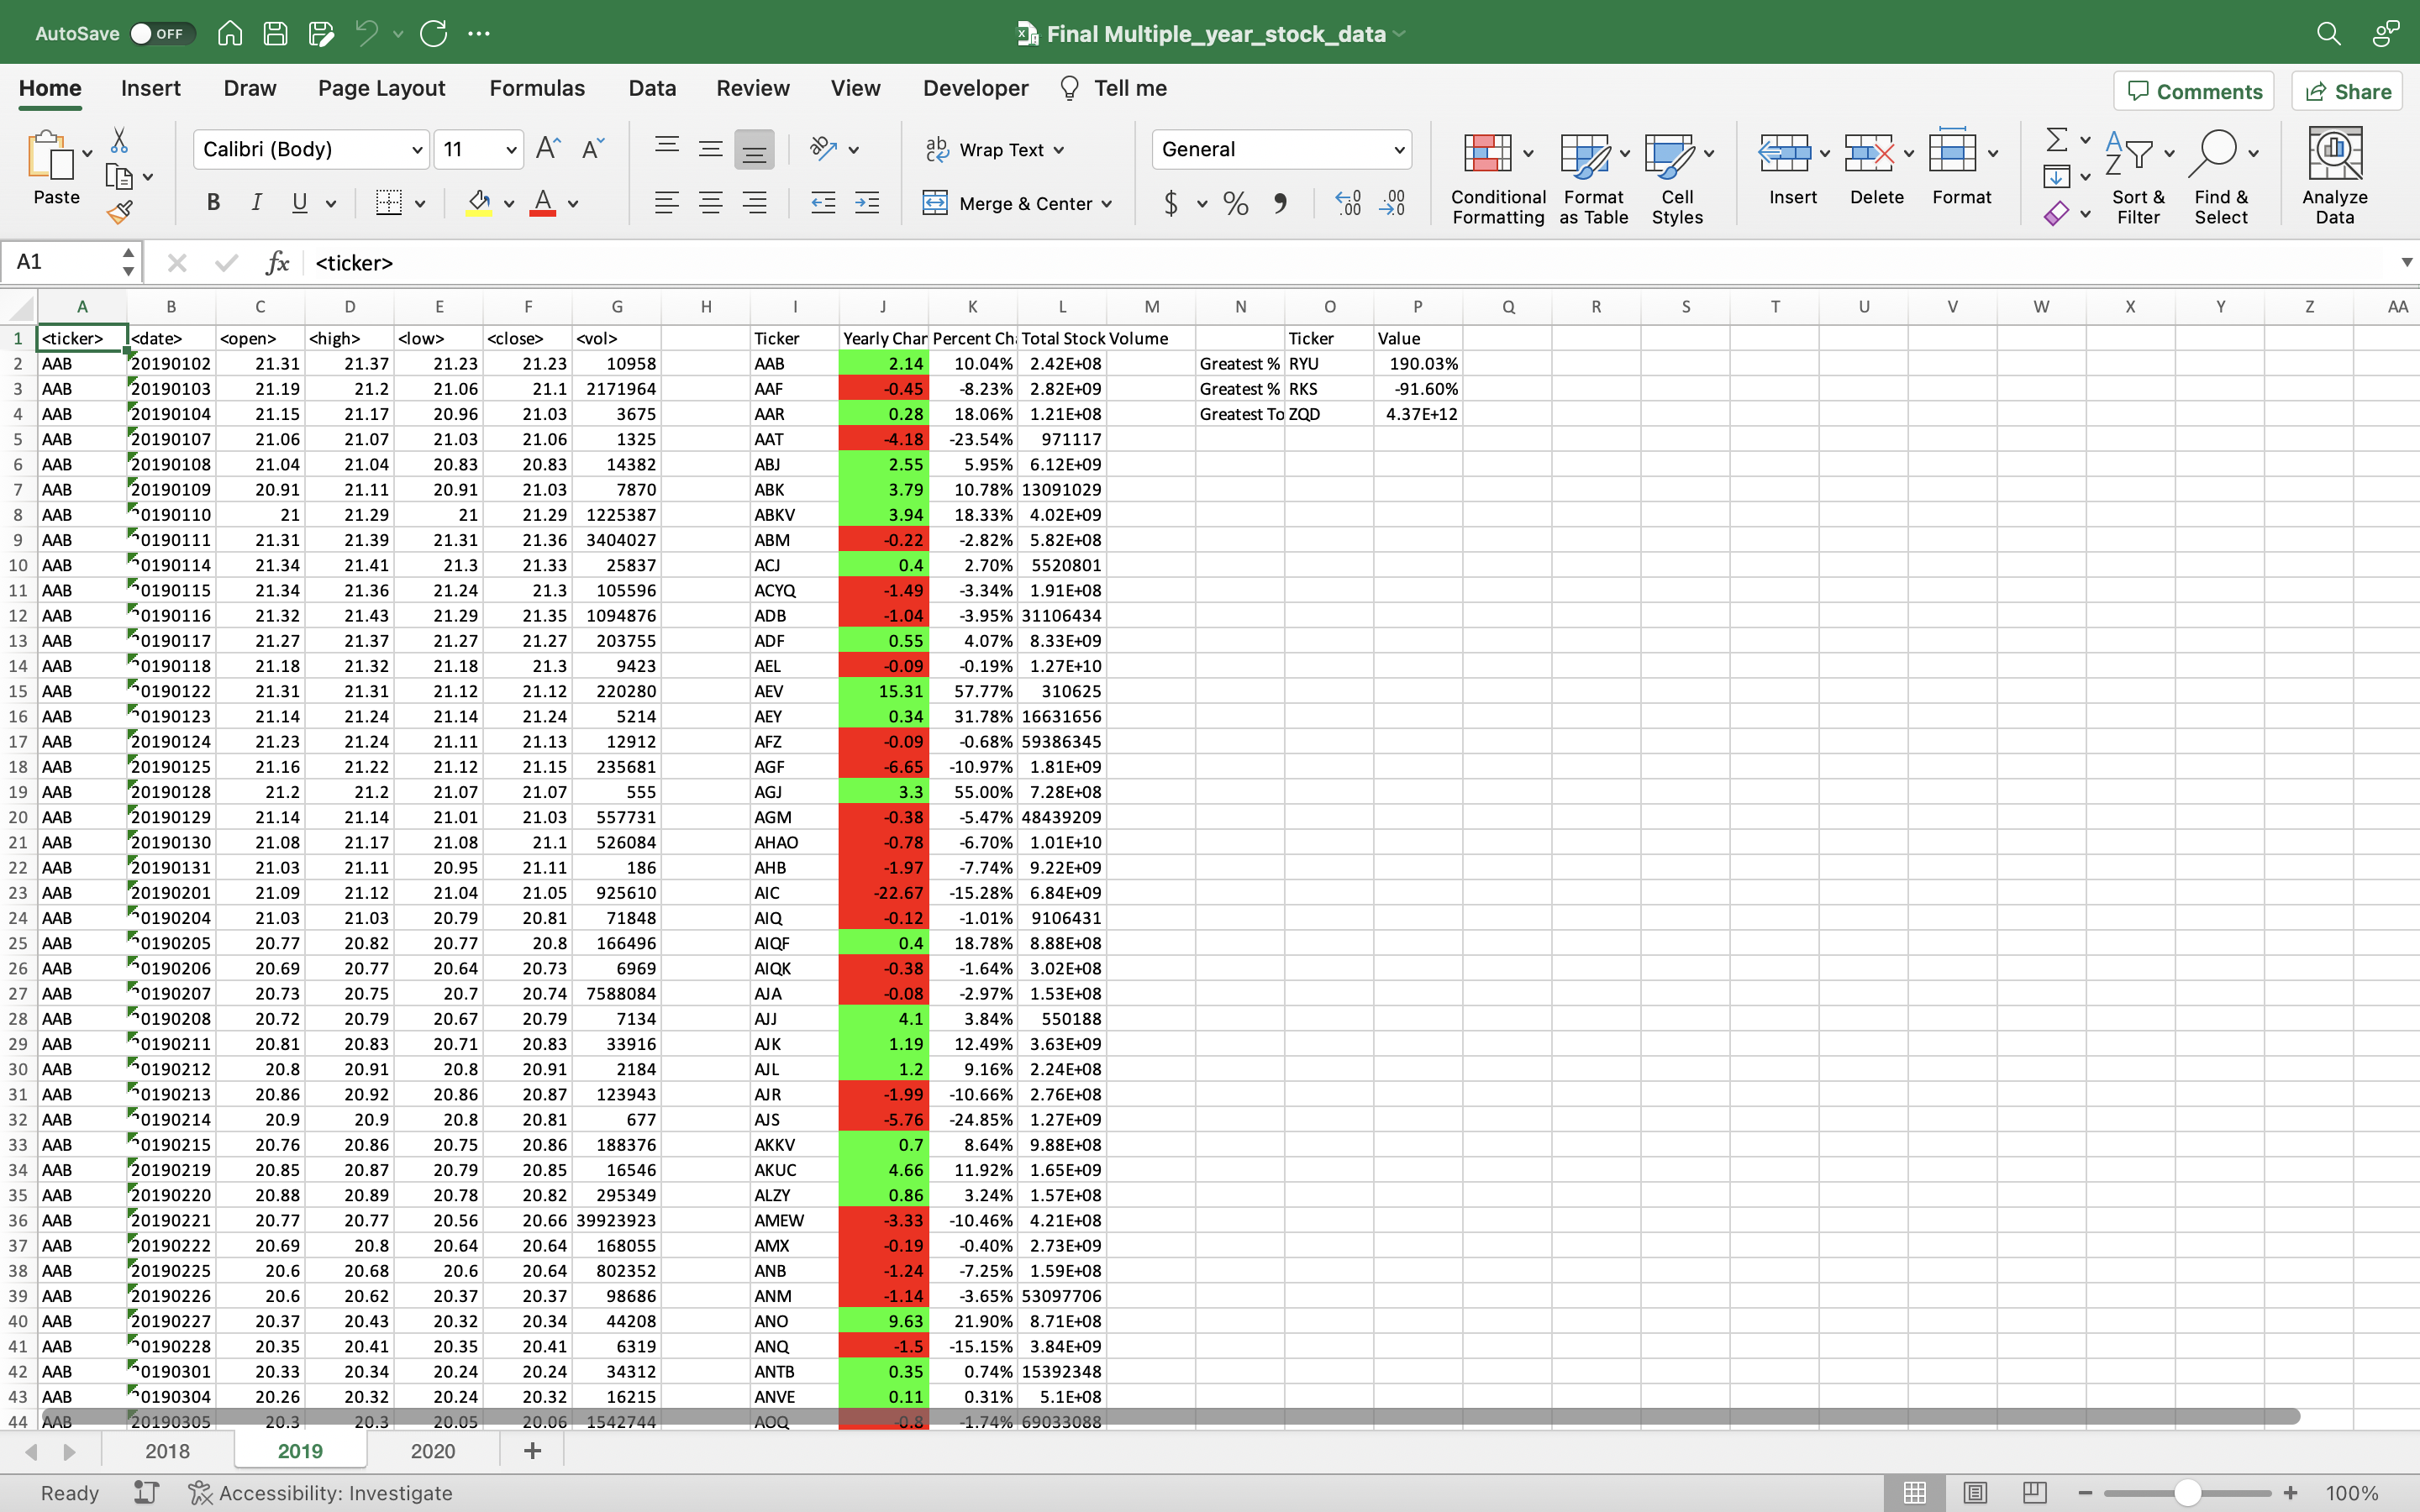 AutoSave OFF Final Multiple_year_stock_data
Home Insert Draw Page Layout Formulas Data Review View Developer Tell me Comments Share
Paste Calibri (Body) 11 Wrap Text General Conditional Formatting Format as Table Cell Styles Insert Delete Format Sort & Filter Find & Select Analyze Data
B I U Merge & Center $ %
A1 fx <ticker>
A B C D E F G H I J K L M N O P Q R S T U V W X Y Z AA
1 <ticker> <date> <open> <high> <low> <close> <vol> Ticker Yearly Char Percent Ch Total Stock Volume Ticker Value
2 AAB 20190102 21.31 21.37 21.23 21.23 10958 AAB 2.14 10.04% 2.42E+08 Greatest % RYU 190.03%
3 AAB 20190103 21.19 21.2 21.06 21.1 2171964 AAF -0.45 -8.23% 2.82E+09 Greatest % RKS -91.60%
4 AAB 20190104 21.15 21.17 20.96 21.03 3675 AAR 0.28 18.06% 1.21E+08 Greatest To ZQD 4.37E+12
5 AAB 20190107 21.06 21.07 21.03 21.06 1325 AAT -4.18 -23.54% 971117
6 AAB 20190108 21.04 21.04 20.83 20.83 14382 ABJ 2.55 5.95% 6.12E+09
7 AAB 20190109 20.91 21.11 20.91 21.03 7870 ABK 3.79 10.78% 13091029
8 AAB 20190110 21 21.29 21 21.29 1225387 ABKV 3.94 18.33% 4.02E+09
9 AAB 20190111 21.31 21.39 21.31 21.36 3404027 ABM -0.22 -2.82% 5.82E+08
10 AAB 20190114 21.34 21.41 21.3 21.33 25837 ACJ 0.4 2.70% 5520801
11 AAB 20190115 21.34 21.36 21.24 21.3 105596 ACYQ -1.49 -3.34% 1.91E+08
12 AAB 20190116 21.32 21.43 21.29 21.35 1094876 ADB -1.04 -3.95% 31106434
13 AAB 20190117 21.27 21.37 21.27 21.27 203755 ADF 0.55 4.07% 8.33E+09
14 AAB 20190118 21.18 21.32 21.18 21.3 9423 AEL -0.09 -0.19% 1.27E+10
15 AAB 20190122 21.31 21.31 21.12 21.12 220280 AEV 15.31 57.77% 310625
16 AAB 20190123 21.14 21.24 21.14 21.24 5214 AEY 0.34 31.78% 16631656
17 AAB 20190124 21.23 21.24 21.11 21.13 12912 AFZ -0.09 -0.68% 59386345
18 AAB 20190125 21.16 21.22 21.12 21.15 235681 AGF -6.65 -10.97% 1.81E+09
19 AAB 20190128 21.2 21.2 21.07 21.07 555 AGJ 3.3 55.00% 7.28E+08
20 AAB 20190129 21.14 21.14 21.01 21.03 557731 AGM -0.38 -5.47% 48439209
21 AAB 20190130 21.08 21.17 21.08 21.1 526084 AHAO -0.78 -6.70% 1.01E+10
22 AAB 20190131 21.03 21.11 20.95 21.11 186 AHB -1.97 -7.74% 9.22E+09
23 AAB 20190201 21.09 21.12 21.04 21.05 925610 AIC -22.67 -15.28% 6.84E+09
24 AAB 20190204 21.03 21.03 20.79 20.81 71848 AIQ -0.12 -1.01% 9106431
25 AAB 20190205 20.77 20.82 20.77 20.8 166496 AIQF 0.4 18.78% 8.88E+08
26 AAB 20190206 20.69 20.77 20.64 20.73 6969 AIQK -0.38 -1.64% 3.02E+08
27 AAB 20190207 20.73 20.75 20.7 20.74 7588084 AJA -0.08 -2.97% 1.53E+08
28 AAB 20190208 20.72 20.79 20.67 20.79 7134 AJJ 4.1 3.84% 550188
29 AAB 20190211 20.81 20.83 20.71 20.83 33916 AJK 1.19 12.49% 3.63E+09
30 AAB 20190212 20.8 20.91 20.8 20.91 2184 AJL 1.2 9.16% 2.24E+08
31 AAB 20190213 20.86 20.92 20.86 20.87 123943 AJR -1.99 -10.66% 2.76E+08
32 AAB 20190214 20.9 20.9 20.8 20.81 677 AJS -5.76 -24.85% 1.27E+09
33 AAB 20190215 20.76 20.86 20.75 20.86 188376 AKKV 0.7 8.64% 9.88E+08
34 AAB 20190219 20.85 20.87 20.79 20.85 16546 AKUC 4.66 11.92% 1.65E+09
35 AAB 20190220 20.88 20.89 20.78 20.82 295349 ALZY 0.86 3.24% 1.57E+08
36 AAB 20190221 20.77 20.77 20.56 20.66 39923923 AMEW -3.33 -10.46% 4.21E+08
37 AAB 20190222 20.69 20.8 20.64 20.64 168055 AMX -0.19 -0.40% 2.73E+09
38 AAB 20190225 20.6 20.68 20.6 20.64 802352 ANB -1.24 -7.25% 1.59E+08
39 AAB 20190226 20.6 20.62 20.37 20.37 98686 ANM -1.14 -3.65% 53097706
40 AAB 20190227 20.37 20.43 20.32 20.34 44208 ANO 9.63 21.90% 8.71E+08
41 AAB 20190228 20.35 20.41 20.35 20.41 6319 ANQ -1.5 -15.15% 3.84E+09
42 AAB 20190301 20.33 20.34 20.24 20.24 34312 ANTB 0.35 0.74% 15392348
43 AAB 20190304 20.26 20.32 20.24 20.32 16215 ANVE 0.11 0.31% 5.1E+08
44 AAB 20190305 20.3 20.3 20.05 20.06 1542744 AOQ -0.8 -1.74% 69033088
2018 2019 2020 +
Ready Accessibility: Investigate 100%